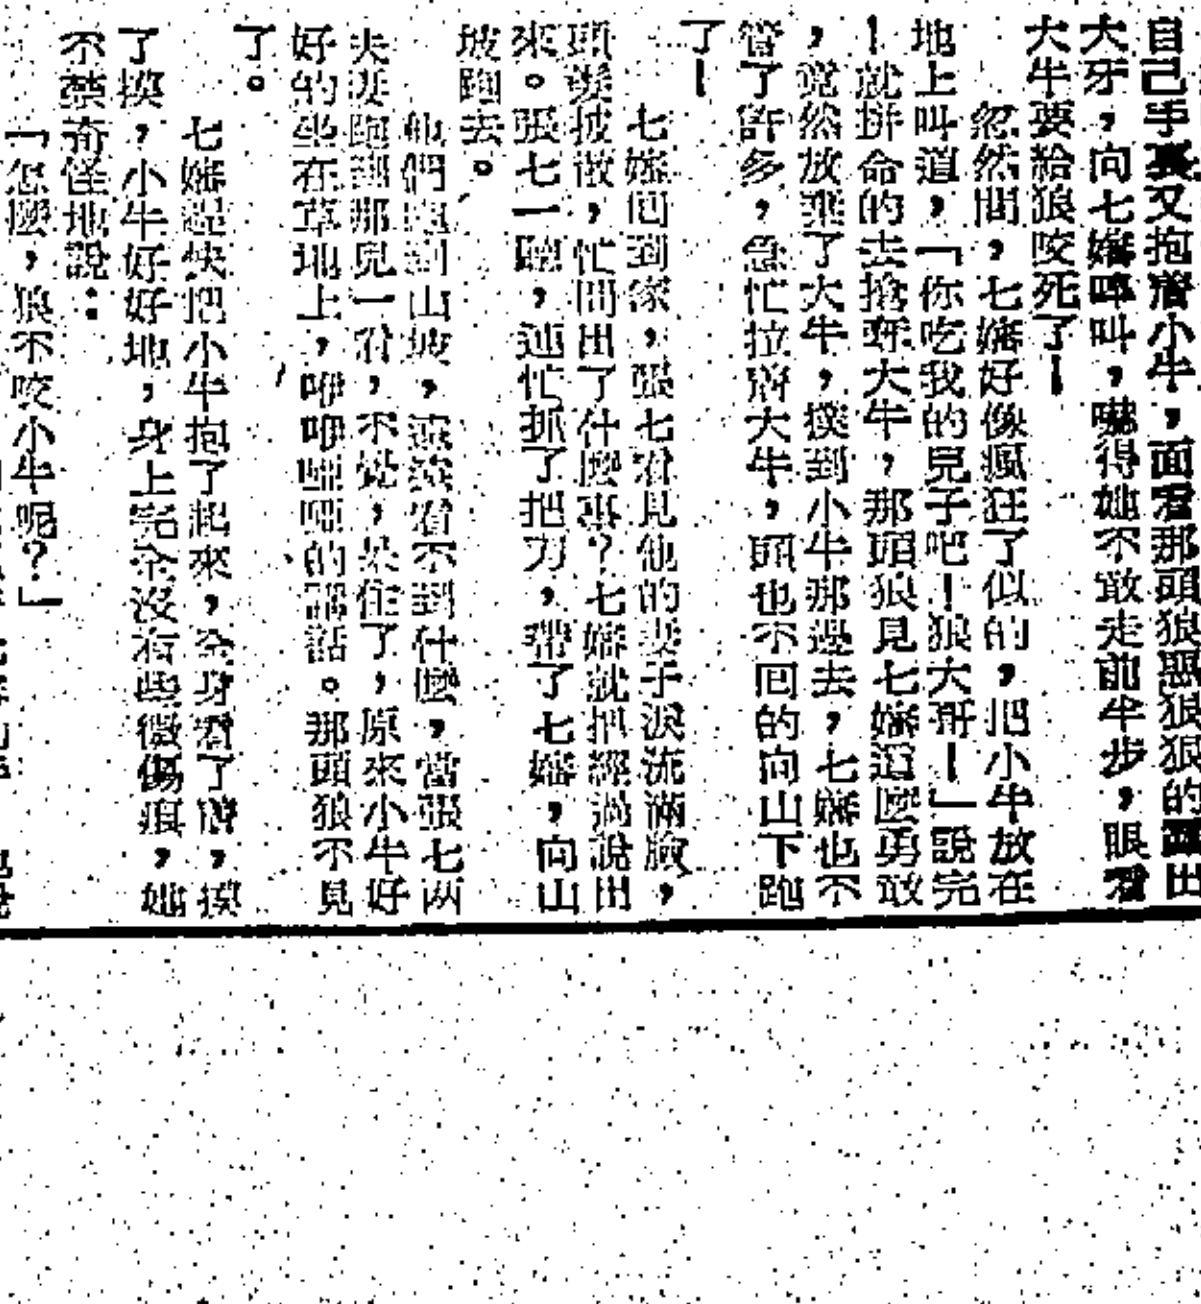 自己手裏又抱着小牛，面看那頭狼惡狠狠的露出
大牙，向七嬸嘷叫，嚇得她不敢走前半步，眼看
大牛要給狼咬死了！
忽然間，七嬸好像瘋狂了似的，把小牛放在
地上叫道，「你吃我的兒子吧！狼大哥！」說完
！就拼命的去搶奪大牛，那頭狼見七嬸這麼勇敢
，竟然放棄了大牛，撲到小牛那邊去，七嬸也不
管了許多，急忙拉着大牛，頭也不回的向山下跑
了！
七嬸回到家，張七看見他的妻子淚流滿臉，
頭髮披散，忙問出了什麼事？七嬸就把經過說出
來。張七一聽，連忙抓了把刀，帶了七嬸，向山
坡跑去。
他們跑到山坡，遠遠看不到什麼，當張七兩
夫妻跑到那兒一看，不覺，呆住了，原來小牛好
好的坐在草地上，咿咿啞啞的講話。那頭狼不見
了。
七嬸趕快把小牛抱了起來，全身看了看，摸
了摸，小牛好好地，身上完全沒有些微傷痕，她
不禁奇怪地說：
「怎麼，狼不咬小牛呢？」